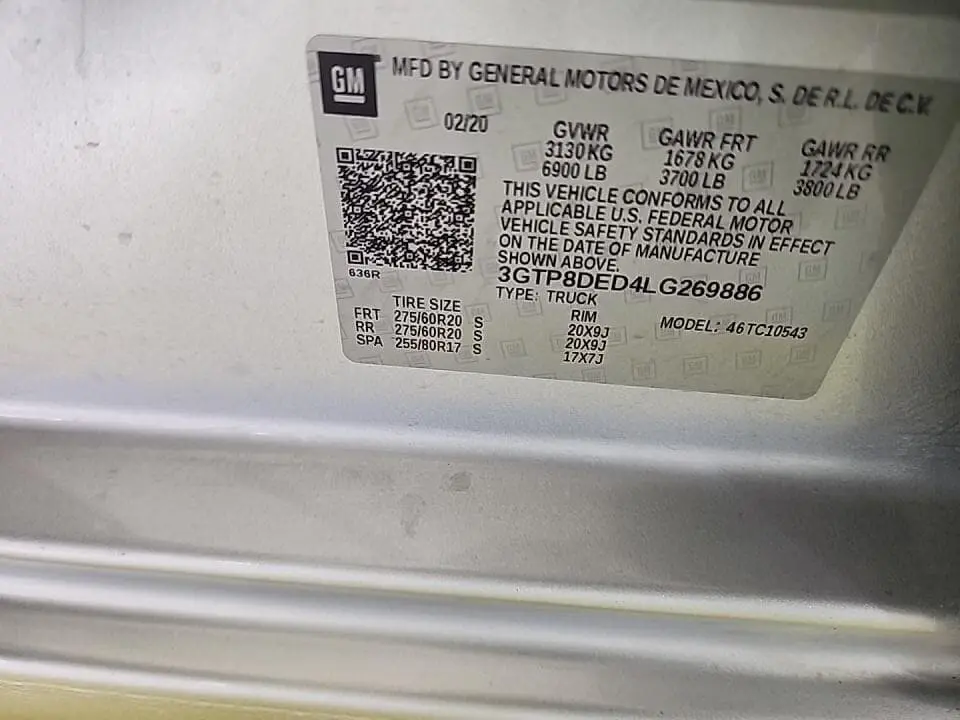 GM
MFD BY GENERAL MOTORS DE MEXICO, S. DE R.L. DE C.V.
02/20
GVWR GAWR FRT GAWR RR
3130 KG 1678 KG 1724 KG
6900 LB 3700 LB 3800 LB
THIS VEHICLE CONFORMS TO ALL
APPLICABLE U.S. FEDERAL MOTOR
VEHICLE SAFETY STANDARDS IN EFFECT
ON THE DATE OF MANUFACTURE
SHOWN ABOVE.
636R
3GTP8DED4LG269886
TYPE: TRUCK
MODEL: 46TC10543
TIRE SIZE RIM
FRT 275/60R20 S 20X9J
RR 275/60R20 S 20X9J
SPA 255/80R17 S 17X7J